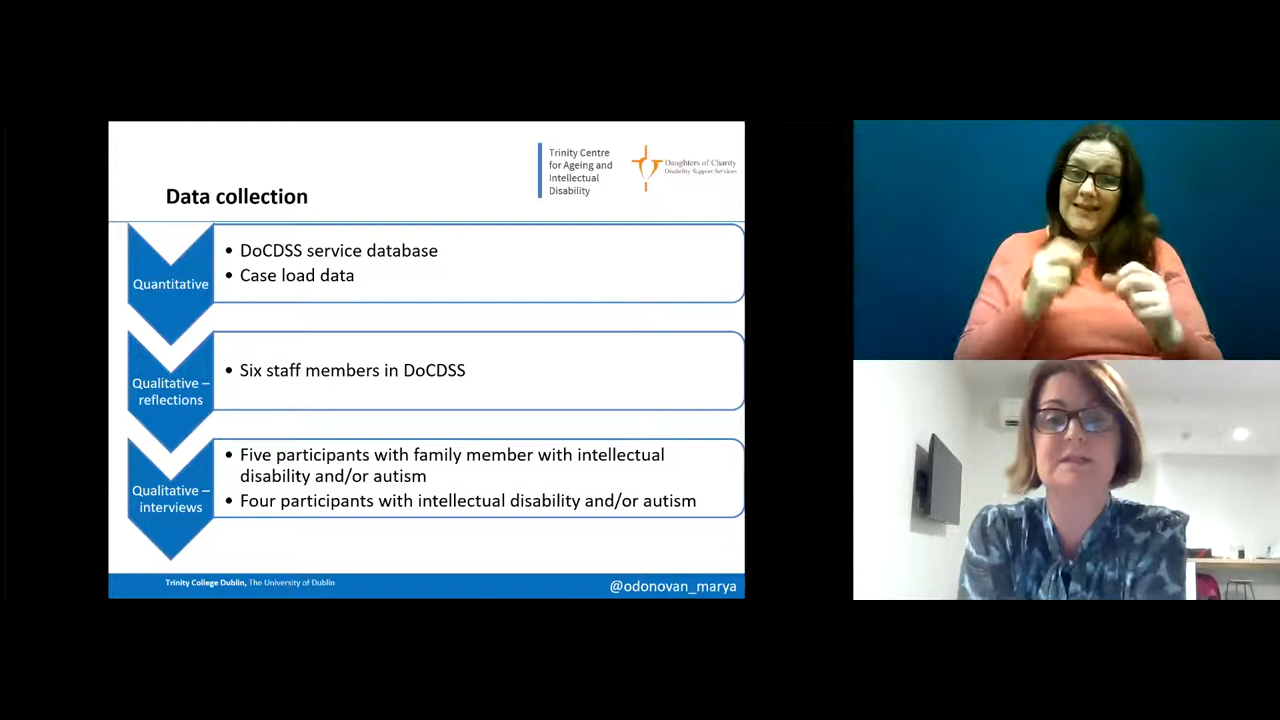 Trinity Centre
for Ageing and
Intellectual
Disability
Daughters of Charity
Disability Support Services
Data collection
Quantitative
• DoCDSS service database
• Case load data
Qualitative –
reflections
• Six staff members in DoCDSS
Qualitative –
interviews
• Five participants with family member with intellectual
disability and/or autism
• Four participants with intellectual disability and/or autism
Trinity College Dublin, The University of Dublin
@odonovan_marya